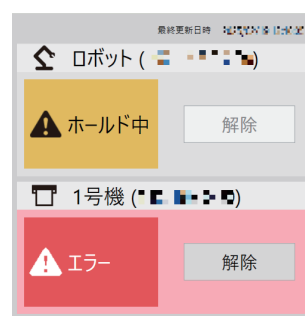 最終更新日時
ロボット ( )
ホールド中
解除
1号機 ( )
エラー
解除